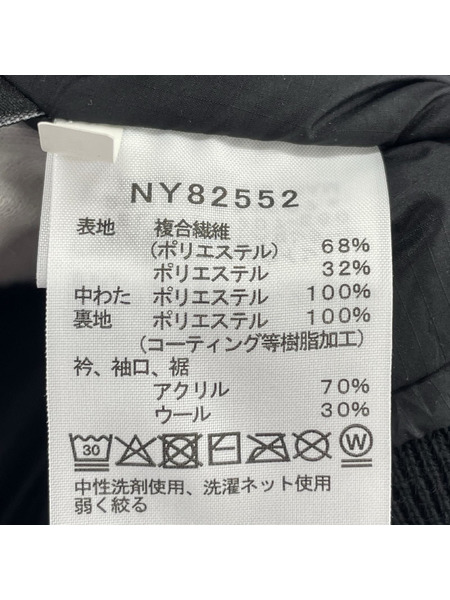 NY82552
表地 複合繊維
(ポリエステル) 68%
ポリエステル 32%
中わた ポリエステル 100%
裏地 ポリエステル 100%
(コーティング等樹脂加工)
衿、袖口、裾
アクリル 70%
ウール 30%
30 W
中性洗剤使用、洗濯ネット使用
弱く絞る